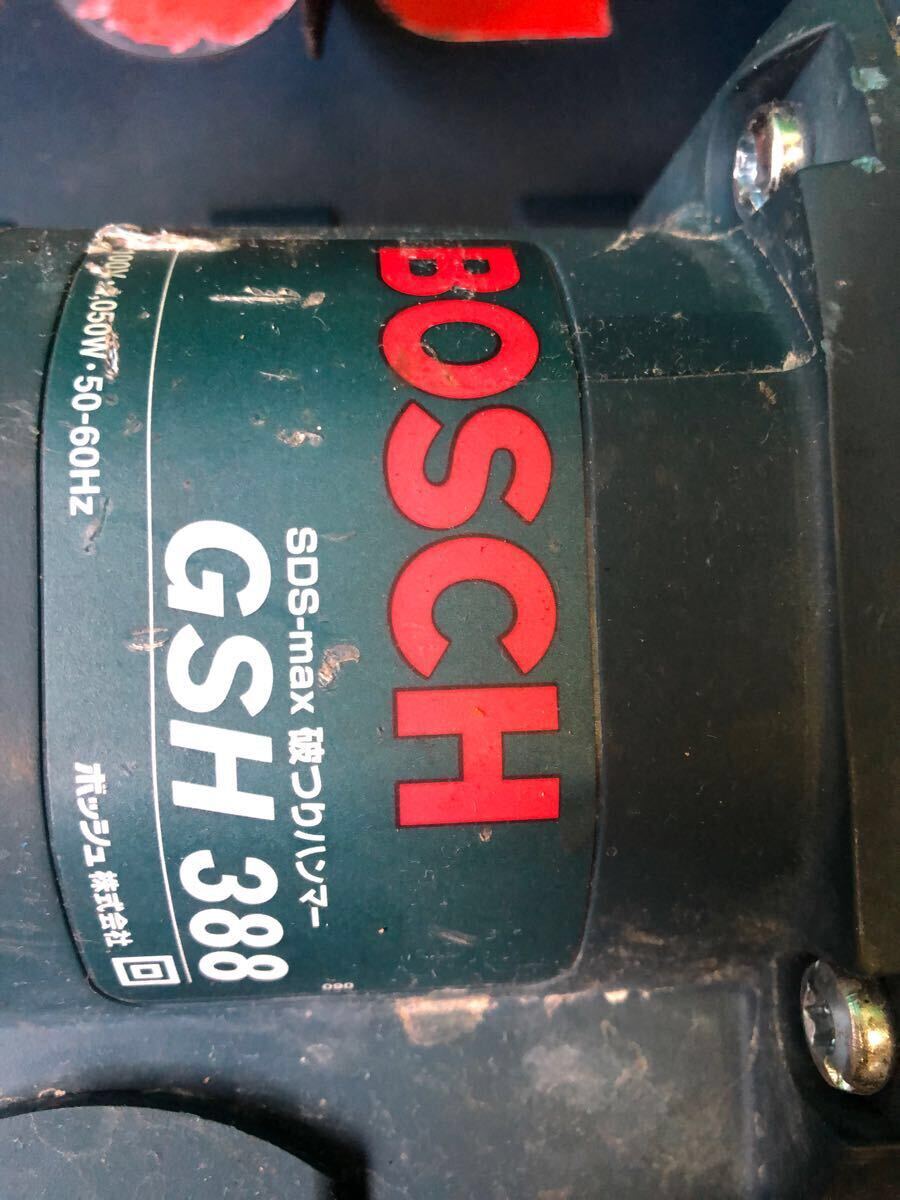 BOSCH
SDS-max 破つりハンマー
GSH 388
050W・50-60Hz
ボッシュ 株式会社
060